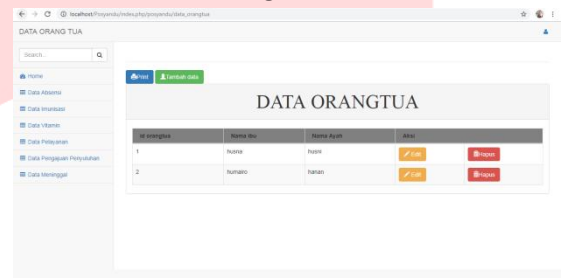 localhost/Posyandu/index.php/posyandu/data_orangtua
DATA ORANG TUA
Search...
Home
Data Absensi
Data Imunisasi
Data Vitamin
Data Pelayanan
Data Pengajuan Penyuluhan
Data Meninggal
Print Tambah data
DATA ORANGTUA
Id orangtua Nama Ibu Nama Ayah Aksi
1 husna husni Edit Hapus
2 humairo hanan Edit Hapus